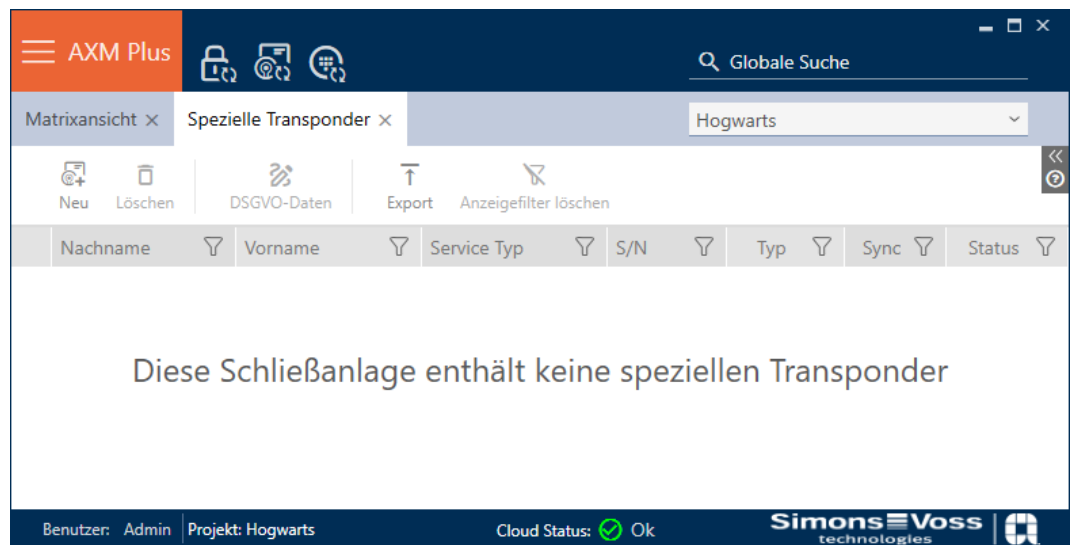 AXM Plus
Globale Suche
Matrixansicht
Spezielle Transponder
Hogwarts
Neu Löschen DSGVO-Daten Export Anzeigefilter löschen
Nachname Vorname Service Typ S/N Typ Sync Status
Diese Schließanlage enthält keine speziellen Transponder
Benutzer: Admin Projekt: Hogwarts Cloud Status: Ok
SimonsVoss
technologies